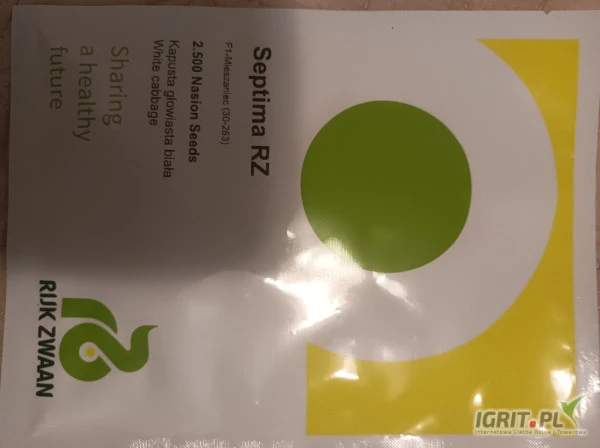 Septima RZ
F1-Mieszaniec (30-263)
2.500 Nasion Seeds
Kapusta głowiasta biała
White cabbage
Sharing
a healthy
future
RIJK ZWAAN
IGRIT.PL